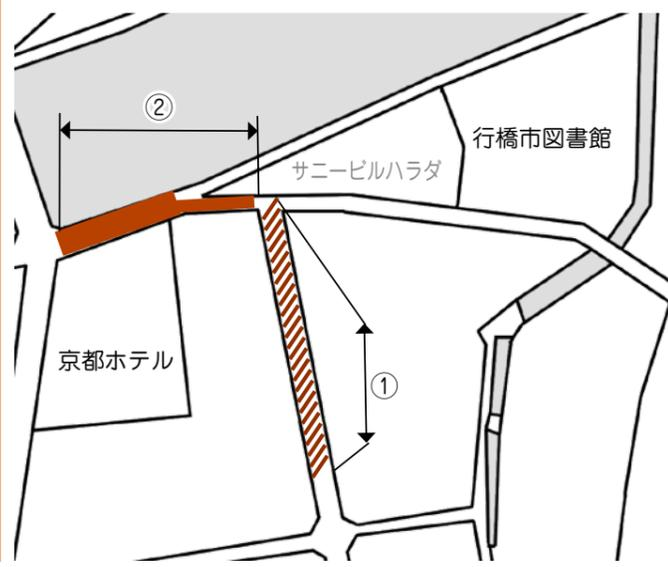 ②
行橋市図書館
サニービルハラダ
京都ホテル
①